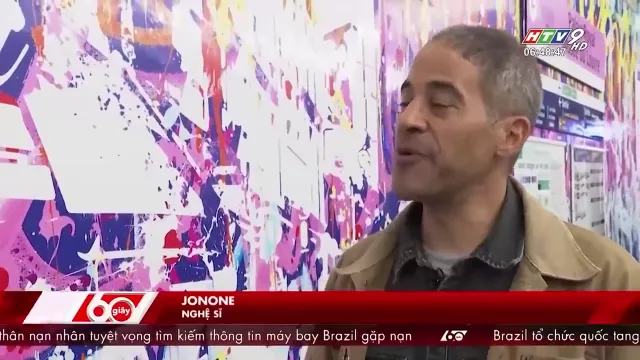 HTV9 HD
06:48:47
60 giây
JONONE
NGHỆ SĨ
thân nạn nhân tuyệt vọng tìm kiếm thông tin máy bay Brazil gặp nạn 60 Brazil tổ chức quốc tang